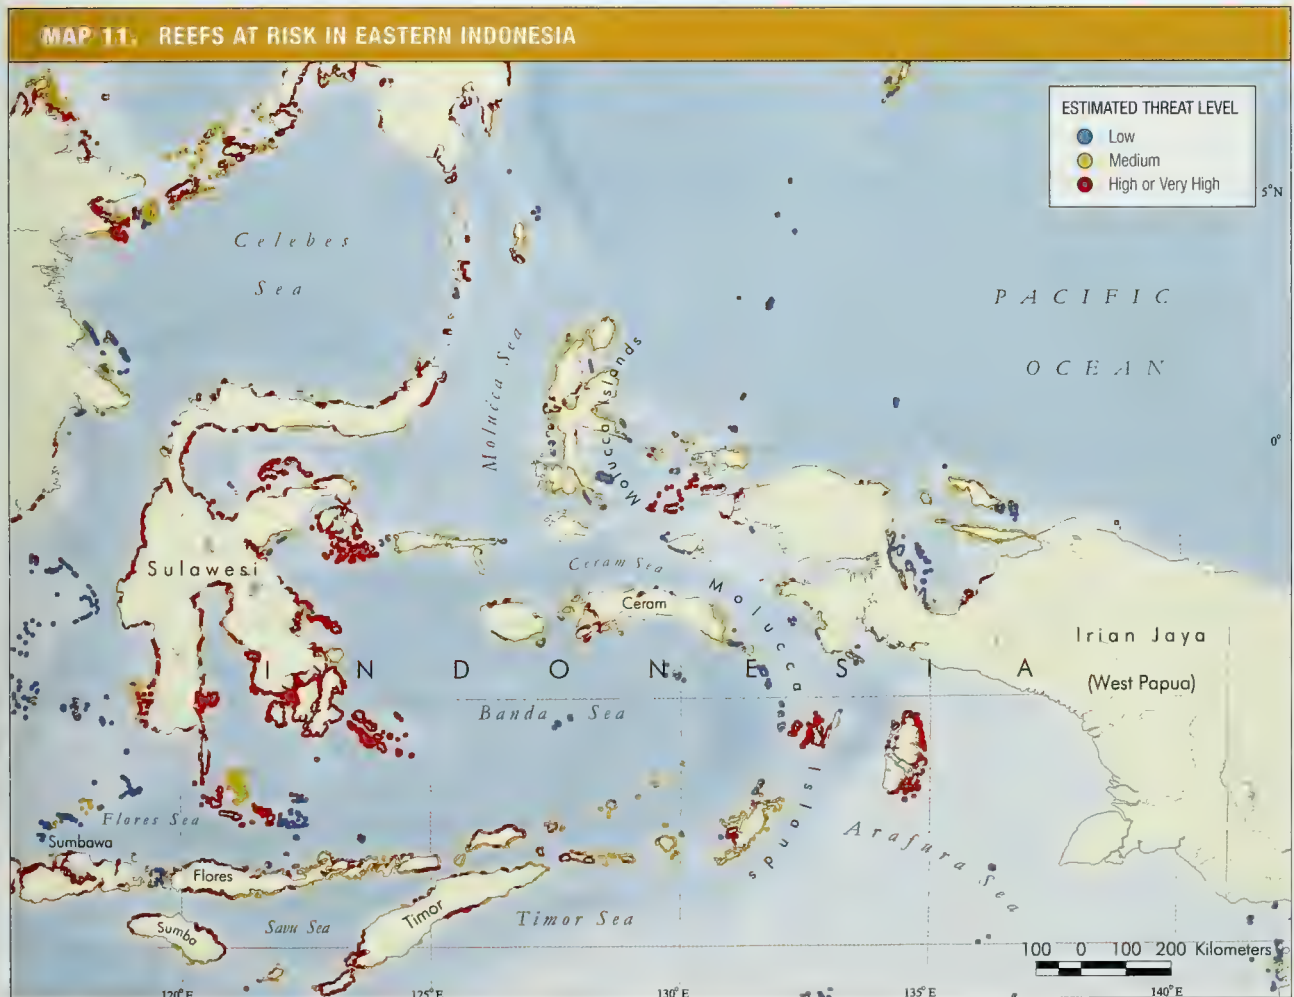 MAP 11. REEFS AT RISK IN EASTERN INDONESIA
ESTIMATED THREAT LEVEL
Low
Medium
High or Very High
5°N
Celebes
Sea
PACIFIC
OCEAN
Molucca Sea
Molucca Islands
0°
Sulawesi
Ceram Sea
Ceram
Molucca
Islands
Irian Jaya
(West Papua)
INDONESIA
Banda Sea
Flores Sea
Sumbawa
Flores
Arafura Sea
Sumba
Savu Sea
Timor
Timor Sea
100 0 100 200 Kilometers
120°E
125°E
130°E
135°E
140°E